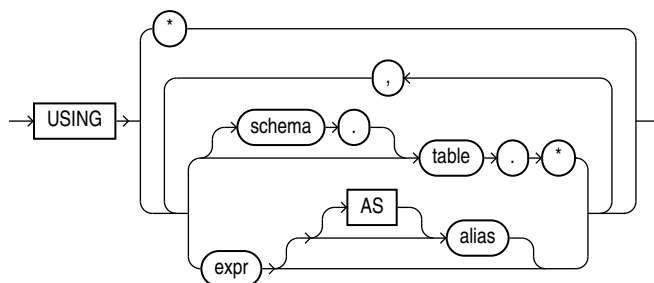 *
,
USING
schema .
table . *
AS
alias
expr